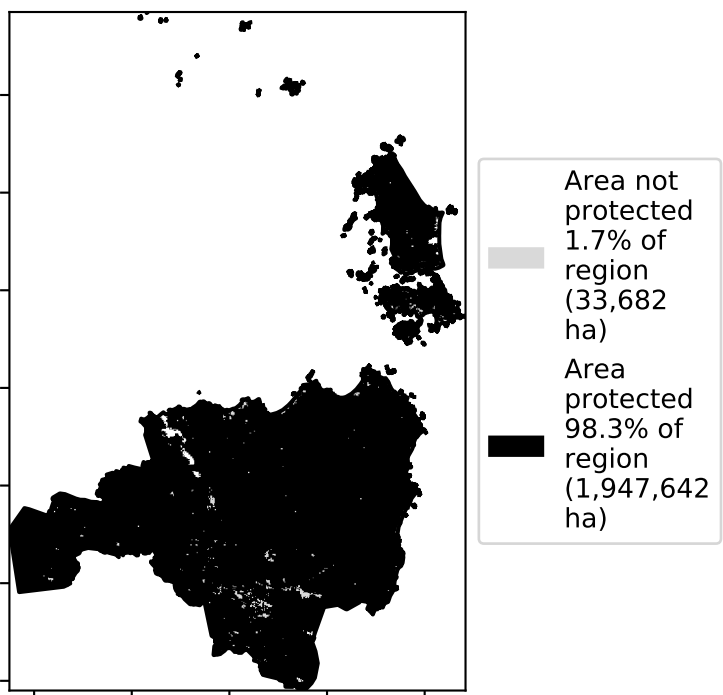 Area not
protected
1.7% of
region
(33,682
ha)
Area
protected
98.3% of
region
(1,947,642
ha)